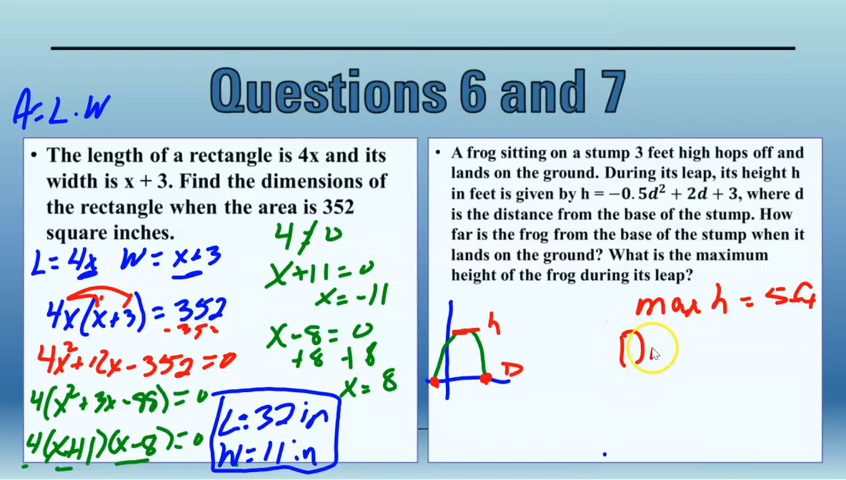 Questions 6 and 7
A=L·W
• The length of a rectangle is 4x and its
width is x + 3. Find the dimensions of
the rectangle when the area is 352
square inches.
L=4x W=x+3
4x(x+3)=352
-352
4x²+12x-352=0
4(x²+3x-88)=0
4(x+11)(x-8)=0
4≠0
x+11=0
x=-11
x-8=0
+8 +8
x=8
L=32in
W=11in
• A frog sitting on a stump 3 feet high hops off and
lands on the ground. During its leap, its height h
in feet is given by h = −0.5d² + 2d + 3, where d
is the distance from the base of the stump. How
far is the frog from the base of the stump when it
lands on the ground? What is the maximum
height of the frog during its leap?
max h = 5ft
h
D
D